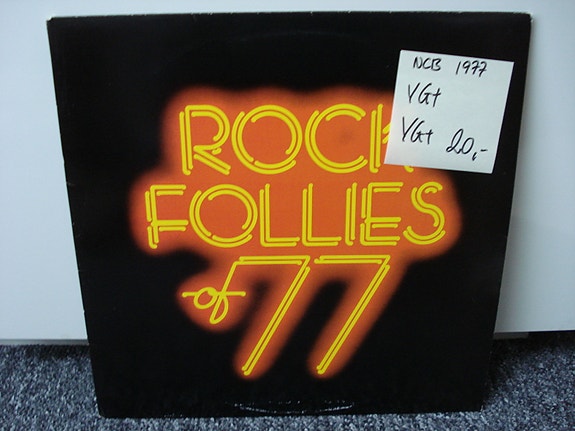 ROCK
FOLLIES
of 77
NCB 1977
VG+
VG+ 20,-